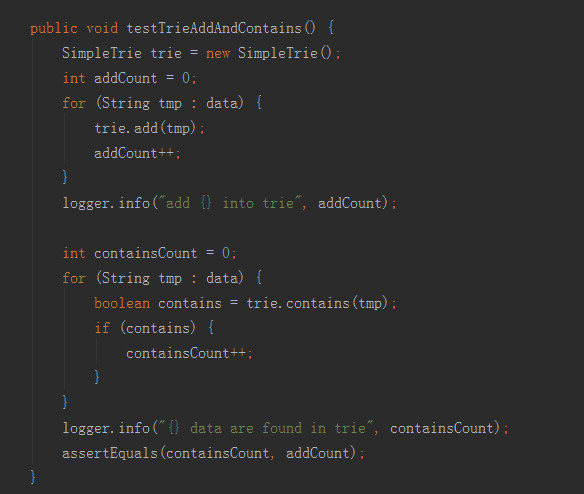 public void testTrieAddAndContains() {
    SimpleTrie trie = new SimpleTrie();
    int addCount = 0;
    for (String tmp : data) {
        trie.add(tmp);
        addCount++;
    }
    logger.info("add {} into trie", addCount);

    int containsCount = 0;
    for (String tmp : data) {
        boolean contains = trie.contains(tmp);
        if (contains) {
            containsCount++;
        }
    }
    logger.info("{} data are found in trie", containsCount);
    assertEquals(containsCount, addCount);
}